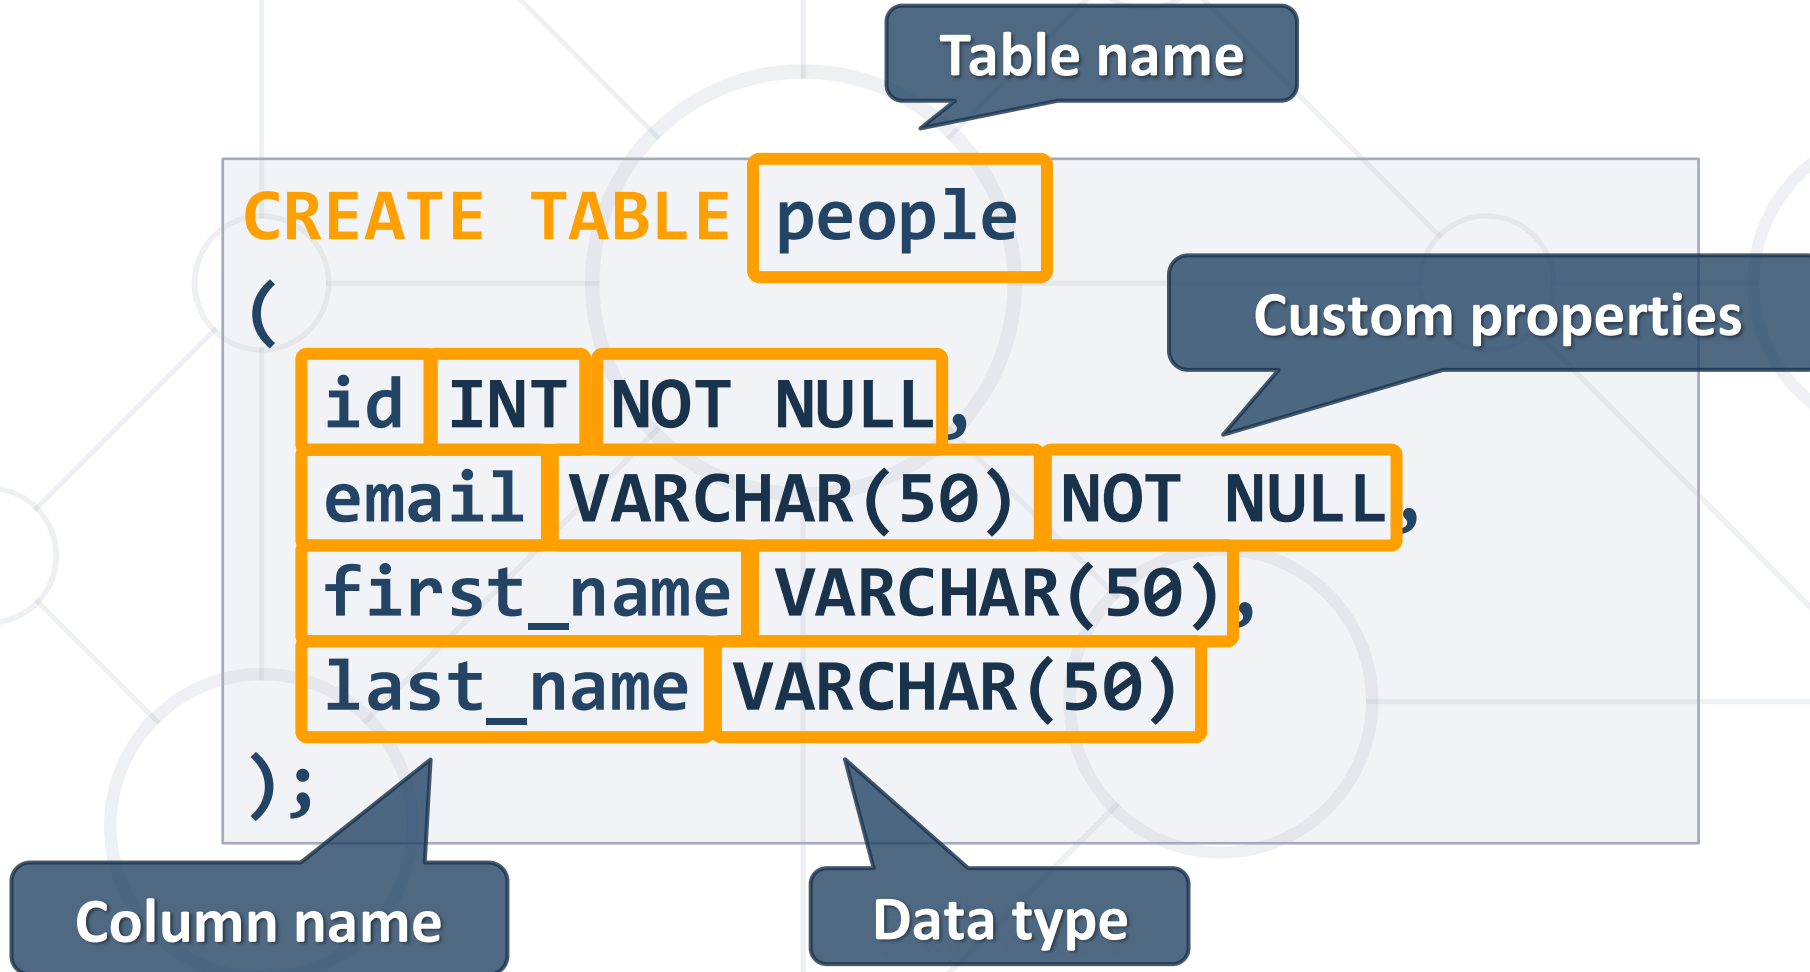 Table name
CREATE TABLE people
(
Custom properties
id INT NOT NULL,
email VARCHAR(50) NOT NULL,
first_name VARCHAR(50),
last_name VARCHAR(50)
);
Column name
Data type